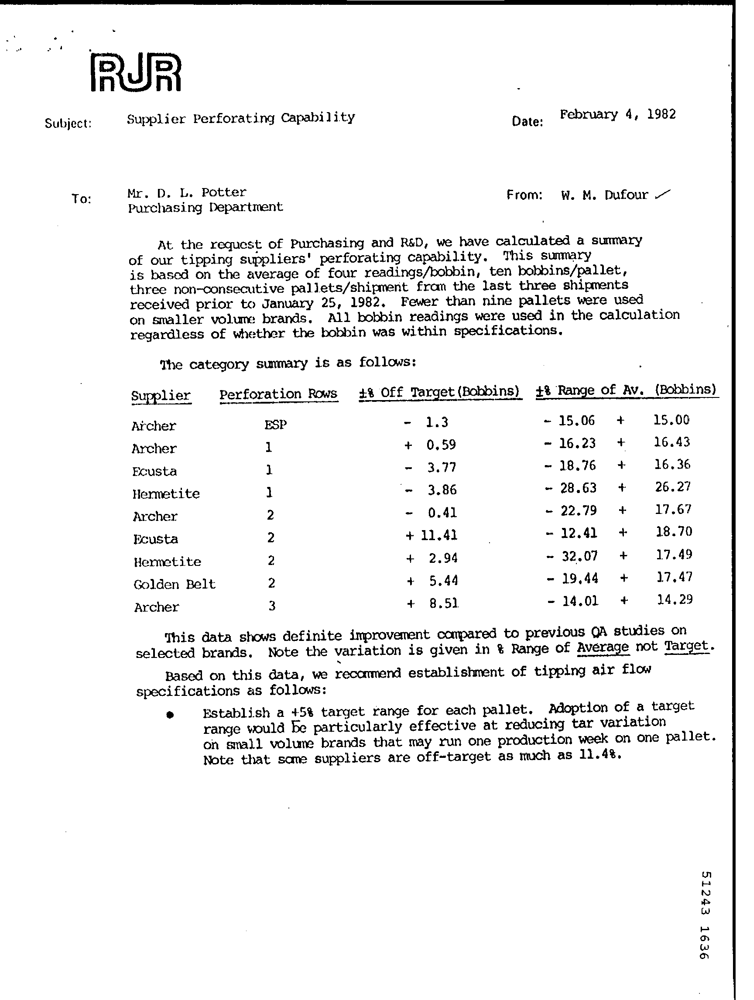 RJR
Subject: Supplier Perforating Capability Date: February 4, 1982
To: Mr. D. L. Potter From: W. M. Dufour
Purchasing Department
At the request of Purchasing and R&D, we have calculated a summary
of our tipping suppliers' perforating capability. This summary
is based on the average of four readings/bobbin, ten bobbins/pallet,
three non-consecutive pallets/shipment from the last three shipments
received prior to January 25, 1982. Fewer than nine pallets were used
on smaller volume brands. All bobbin readings were used in the calculation
regardless of whether the bobbin was within specifications.
The category summary is as follows:
Supplier Perforation Rows ±% Off Target(Bobbins) ±% Range of Av. (Bobbins)
Archer ESP - 1.3 - 15.06 + 15.00
Archer 1 + 0.59 - 16.23 + 16.43
Ecusta 1 - 3.77 - 18.76 + 16.36
Hermetite 1 - 3.86 - 28.63 + 26.27
Archer 2 - 0.41 - 22.79 + 17.67
Ecusta 2 + 11.41 - 12.41 + 18.70
Hermetite 2 + 2.94 - 32.07 + 17.49
Golden Belt 2 + 5.44 - 19.44 + 17.47
Archer 3 + 8.51 - 14.01 + 14.29
This data shows definite improvement compared to previous QA studies on
selected brands. Note the variation is given in % Range of Average not Target.
Based on this data, we recommend establishment of tipping air flow
specifications as follows:
• Establish a +5% target range for each pallet. Adoption of a target
range would be particularly effective at reducing tar variation
on small volume brands that may run one production week on one pallet.
Note that some suppliers are off-target as much as 11.4%.
51243 1636